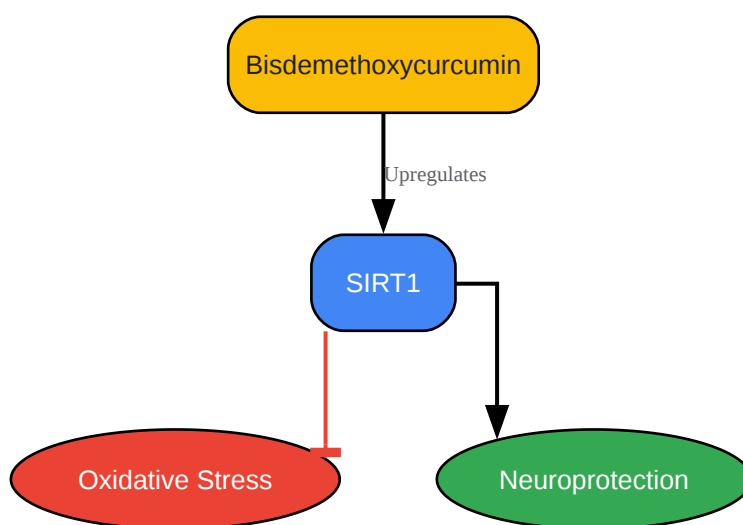 Bisdemethoxycurcumin
Upregulates
SIRT1
Oxidative Stress
Neuroprotection